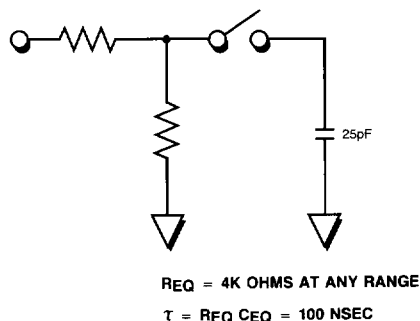 25pF
REQ = 4K OHMS AT ANY RANGE
τ = REQ CEQ = 100 NSEC